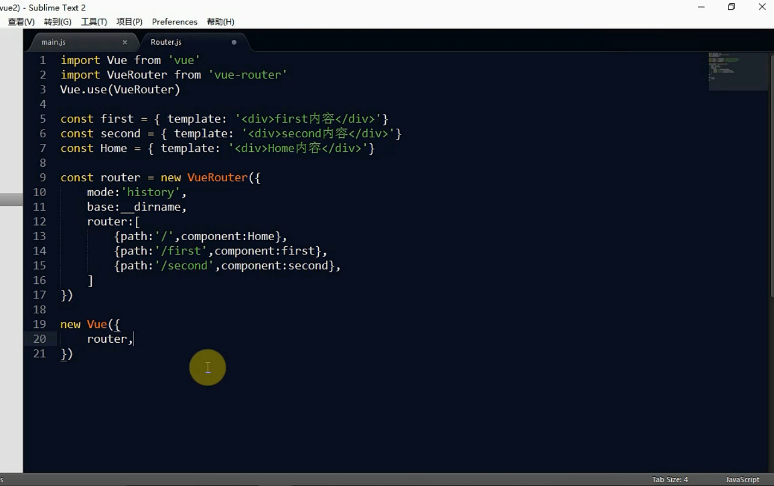 vue2) - Sublime Text 2
查看(V) 转到(G) 工具(T) 项目(P) Preferences 帮助(H)
main.js × Router.js
1 import Vue from 'vue'
2 import VueRouter from 'vue-router'
3 Vue.use(VueRouter)
4
5 const first = { template: '<div>first内容</div>'}
6 const second = { template: '<div>second内容</div>'}
7 const Home = { template: '<div>Home内容</div>'}
8
9 const router = new VueRouter({
10 mode:'history',
11 base:__dirname,
12 router:[
13 {path:'/',component:Home},
14 {path:'/first',component:first},
15 {path:'/second',component:second},
16 ]
17 })
18
19 new Vue({
20 router,
21 })
s Tab Size: 4 JavaScript